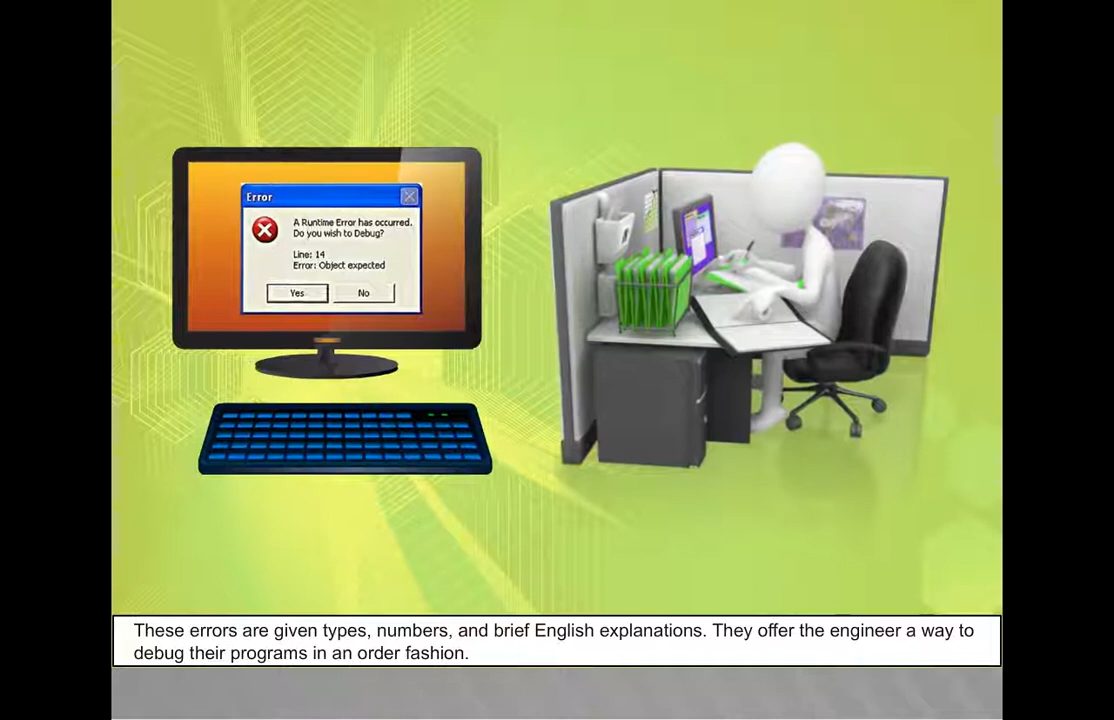 Error
A Runtime Error has occurred.
Do you wish to Debug?
Line: 14
Error: Object expected
Yes
No
These errors are given types, numbers, and brief English explanations. They offer the engineer a way to
debug their programs in an order fashion.